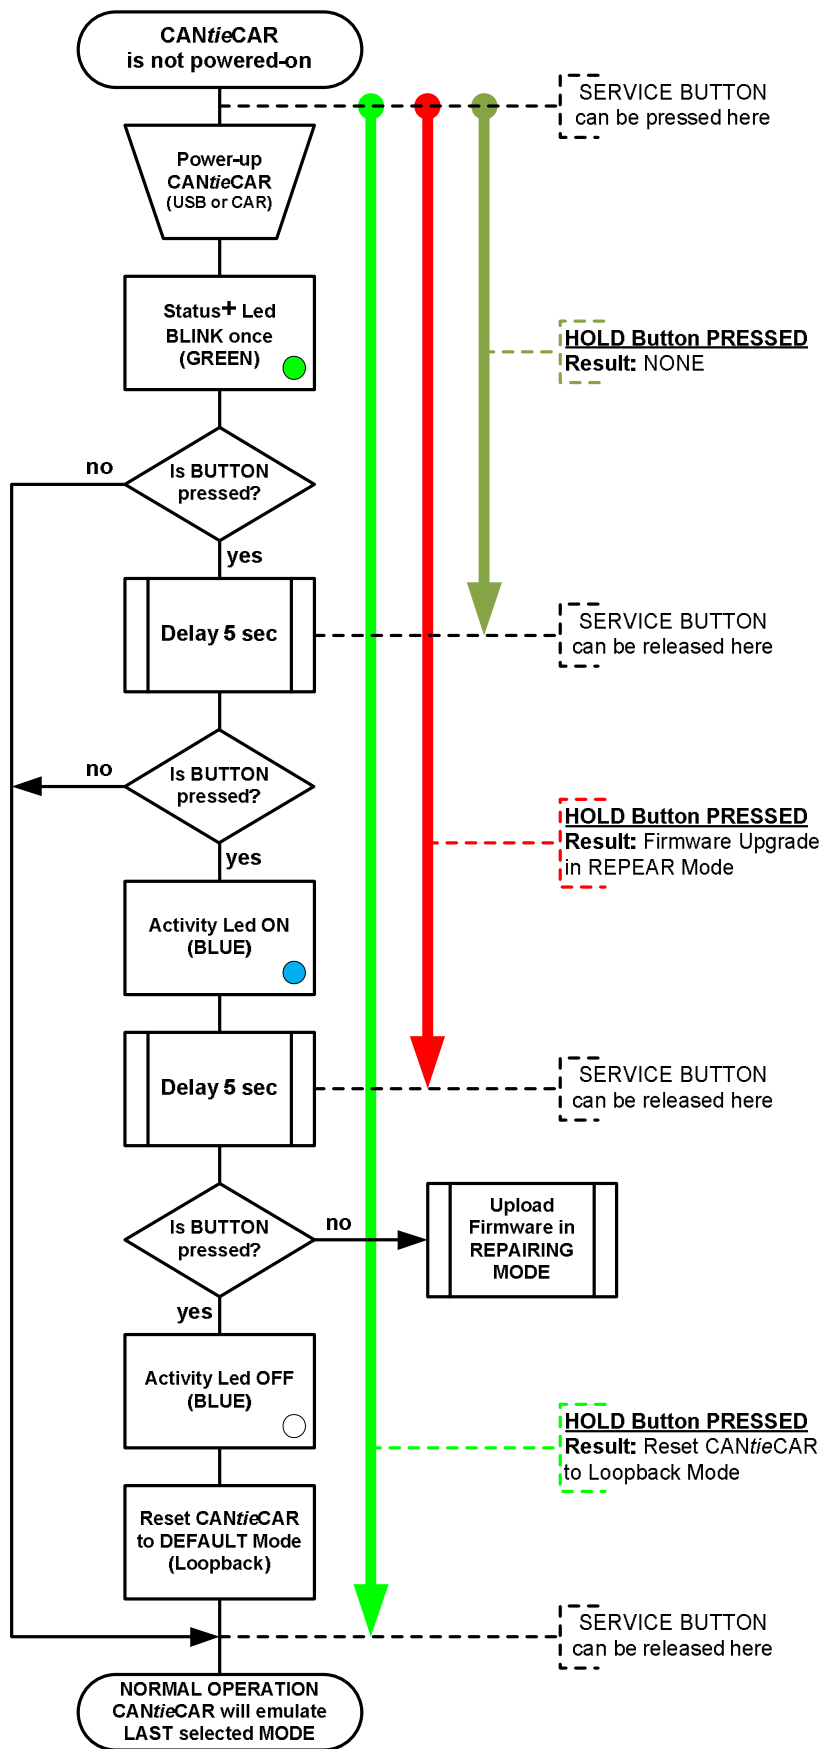 CANtieCAR
is not powered-on
SERVICE BUTTON
can be pressed here
Power-up
CANtieCAR
(USB or CAR)
Status+ Led
BLINK once
(GREEN)
HOLD Button PRESSED
Result: NONE
Is BUTTON
pressed?
no
yes
Delay 5 sec
SERVICE BUTTON
can be released here
Is BUTTON
pressed?
no
yes
HOLD Button PRESSED
Result: Firmware Upgrade
in REPEAR Mode
Activity Led ON
(BLUE)
Delay 5 sec
SERVICE BUTTON
can be released here
Is BUTTON
pressed?
no
yes
Upload
Firmware in
REPAIRING
MODE
Activity Led OFF
(BLUE)
HOLD Button PRESSED
Result: Reset CANtieCAR
to Loopback Mode
Reset CANtieCAR
to DEFAULT Mode
(Loopback)
SERVICE BUTTON
can be released here
NORMAL OPERATION
CANtieCAR will emulate
LAST selected MODE